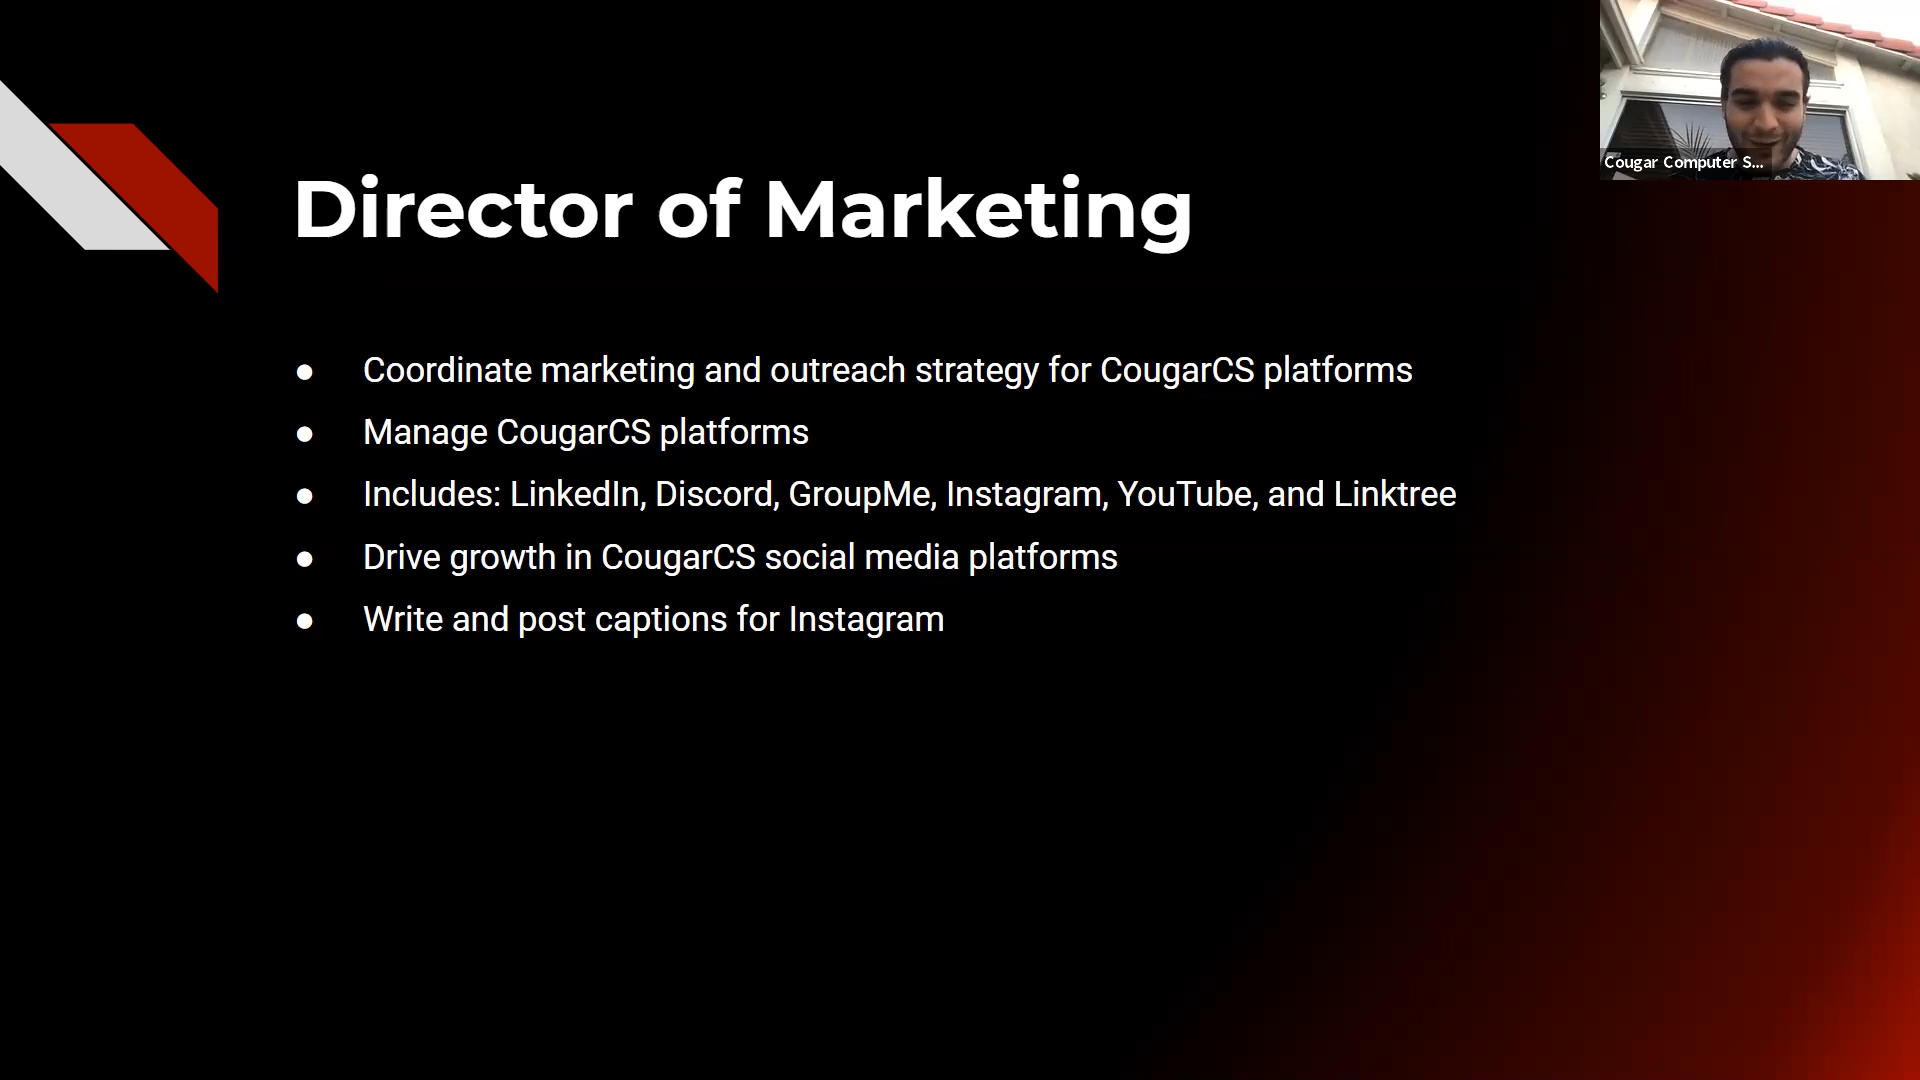 Cougar Computer S...
Director of Marketing
● Coordinate marketing and outreach strategy for CougarCS platforms
● Manage CougarCS platforms
● Includes: LinkedIn, Discord, GroupMe, Instagram, YouTube, and Linktree
● Drive growth in CougarCS social media platforms
● Write and post captions for Instagram